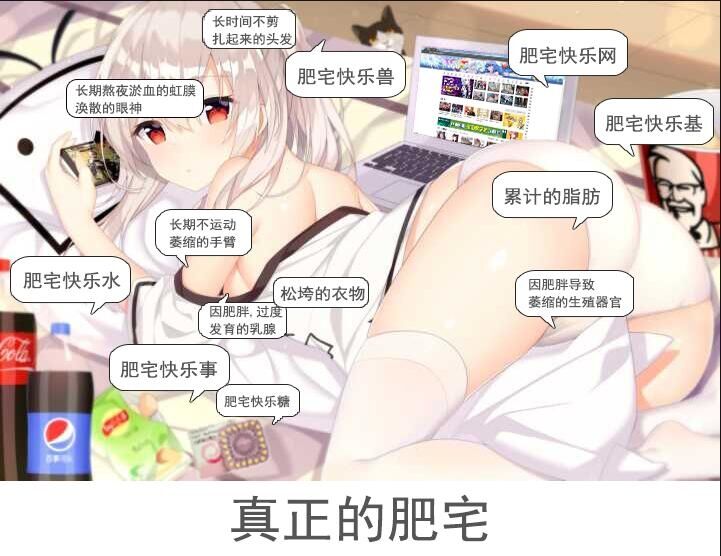 长时间不剪
扎起来的头发
肥宅快乐兽
肥宅快乐网
长期熬夜淤血的虹膜
涣散的眼神
肥宅快乐基
累计的脂肪
长期不运动
萎缩的手臂
肥宅快乐水
松垮的衣物
因肥胖导致
萎缩的生殖器官
因肥胖,过度
发育的乳腺
肥宅快乐事
肥宅快乐糖
Cola
真正的肥宅